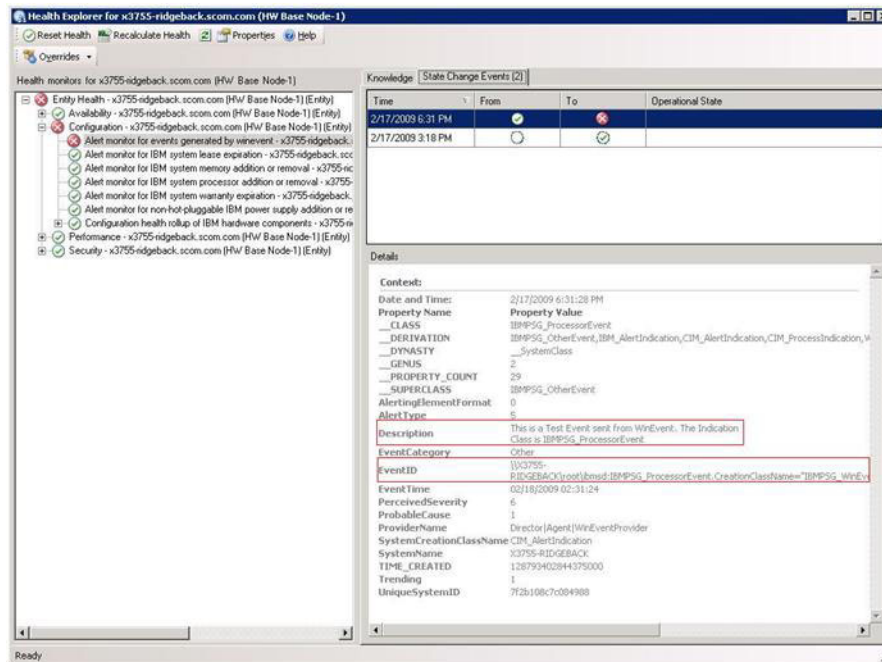 Health Explorer for x3755-ridgeback.scom.com (HW Base Node-1)
Reset Health Recalculate Health Properties Help
Overrides
Health monitors for x3755-ridgeback.scom.com (HW Base Node-1)
Entity Health - x3755-ridgeback.scom.com (HW Base Node-1) (Entity)
Availability - x3755-ridgeback.scom.com (HW Base Node-1) (Entity)
Configuration - x3755-ridgeback.scom.com (HW Base Node-1) (Entity)
Alert monitor for events generated by winevent - x3755-ridgeback.
Alert monitor for IBM system lease expiration - x3755-ridgeback.scc
Alert monitor for IBM system memory addition or removal - x3755-ric
Alert monitor for IBM system processor addition or removal - x3755-
Alert monitor for IBM system warranty expiration - x3755-ridgeback.
Alert monitor for non-hot-pluggable IBM power supply addition or re
Configuration health rollup of IBM hardware components - x3755-ri
Performance - x3755-ridgeback.scom.com (HW Base Node-1) (Entity)
Security - x3755-ridgeback.scom.com (HW Base Node-1) (Entity)
Knowledge State Change Events (2)
Time From To Operational State
2/17/2009 6:31 PM
2/17/2009 3:18 PM
Details
Context:
Date and Time: 2/17/2009 6:31:28 PM
Property Name Property Value
__CLASS IBMPSG_ProcessorEvent
__DERIVATION IBMPSG_OtherEvent,IBM_AlertIndication,CIM_AlertIndication,CIM_ProcessIndication,W
__DYNASTY __SystemClass
__GENUS 2
__PROPERTY_COUNT 29
__SUPERCLASS IBMPSG_OtherEvent
AlertingElementFormat 0
AlertType 5
Description This is a Test Event sent from WinEvent. The Indication
Class is IBMPSG_ProcessorEvent
EventCategory Other
EventID \\X3755-
RIDGEBACK\root\ibmsd:IBMPSG_ProcessorEvent.CreationClassName="IBMPSG_WinEv
EventTime 02/18/2009 02:31:24
PerceivedSeverity 6
ProbableCause 1
ProviderName Director|Agent|WinEventProvider
SystemCreationClassName CIM_AlertIndication
SystemName X3755-RIDGEBACK
TIME_CREATED 128793402844375000
Trending 1
UniqueSystemID 7f2b108c7c084988
Ready